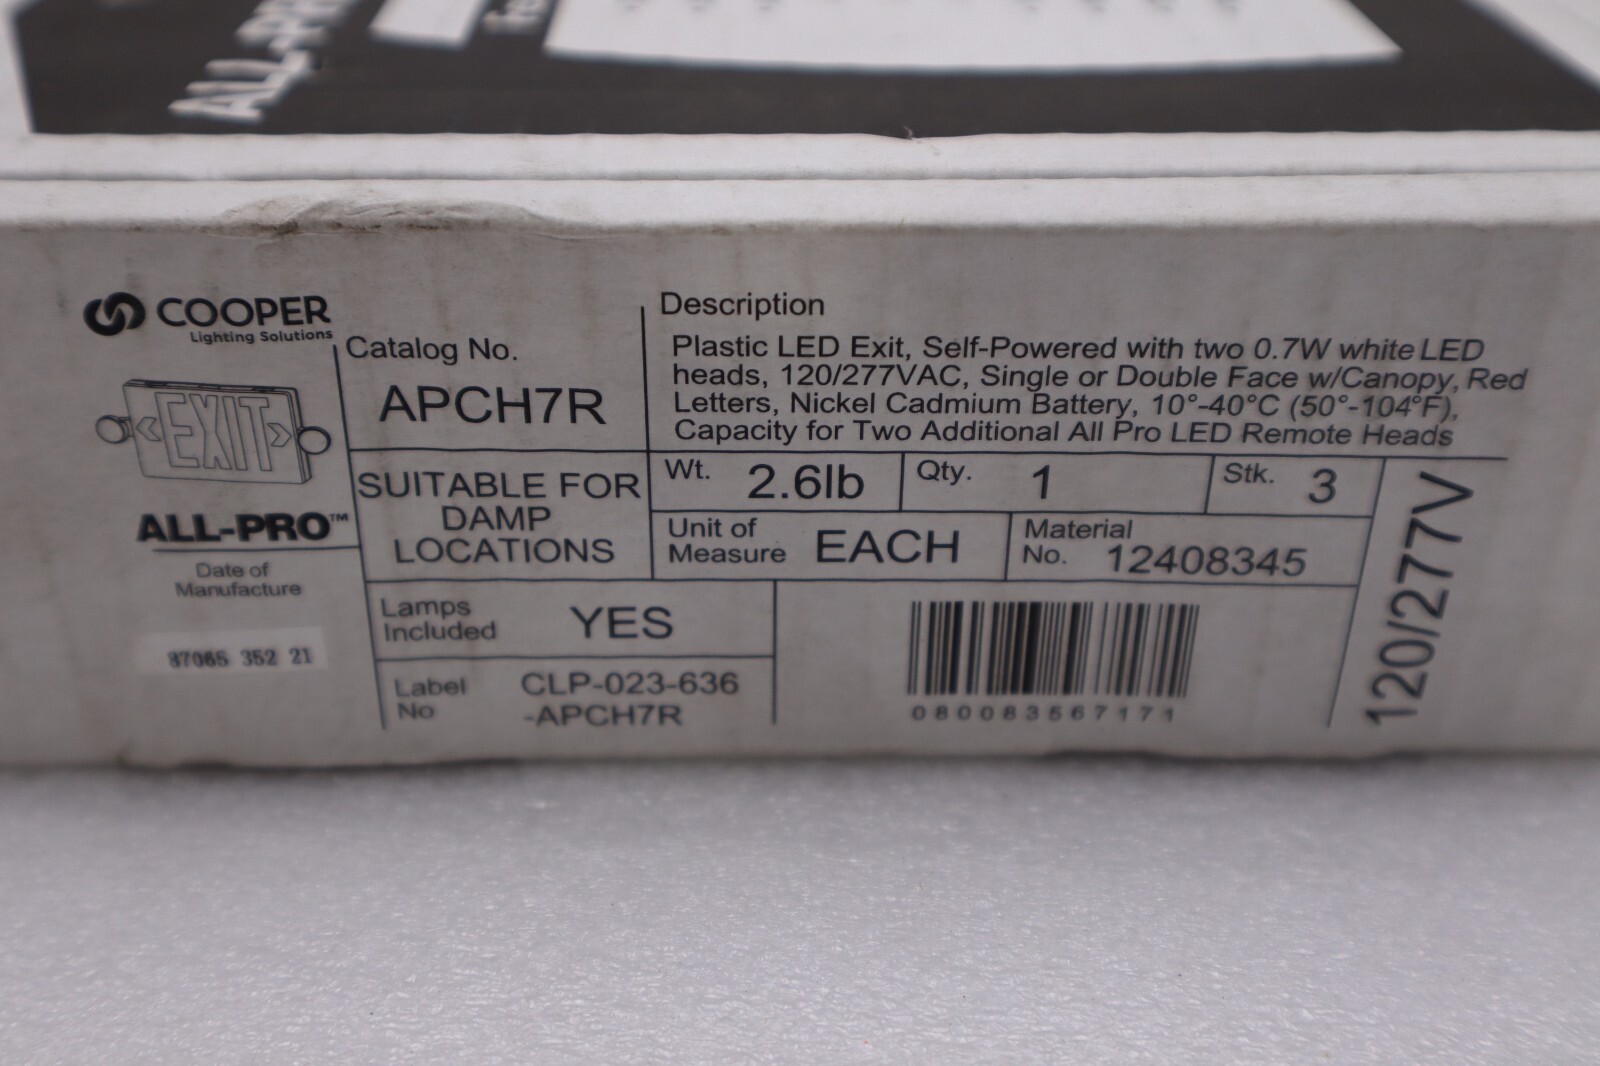 ALL-PR
COOPER
Lighting Solutions
EXIT
ALL-PRO™
Date of
Manufacture
87065 352 21
Catalog No.
APCH7R
SUITABLE FOR
DAMP
LOCATIONS
Description
Plastic LED Exit, Self-Powered with two 0.7W white LED
heads, 120/277VAC, Single or Double Face w/Canopy, Red
Letters, Nickel Cadmium Battery, 10°-40°C (50°-104°F),
Capacity for Two Additional All Pro LED Remote Heads
Wt. 2.6lb
Qty. 1
Stk. 3
Unit of
Measure EACH
Material
No. 12408345
Lamps
Included YES
Label
No
CLP-023-636
-APCH7R
080083567171
120/277V